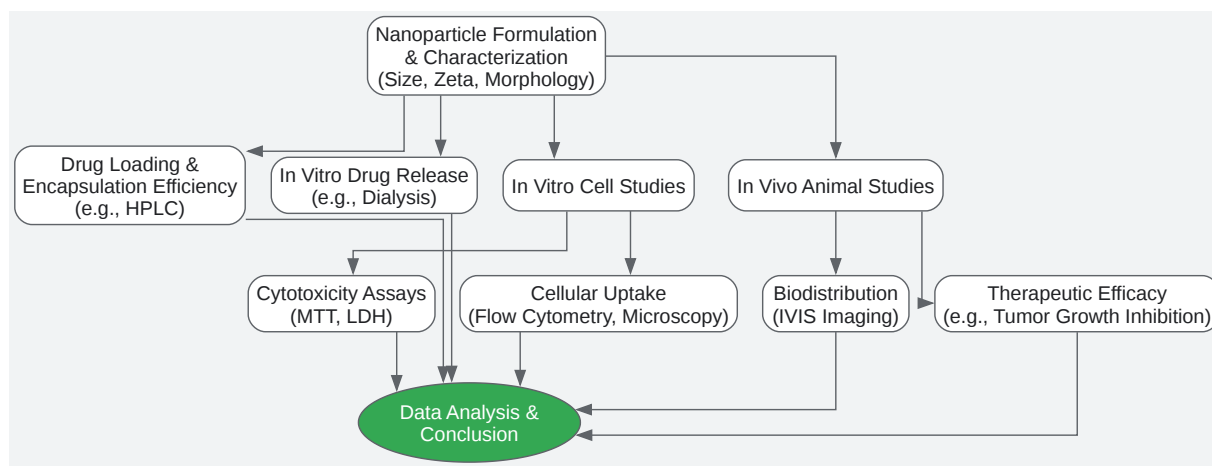 Nanoparticle Formulation
& Characterization
(Size, Zeta, Morphology)
Drug Loading &
Encapsulation Efficiency
(e.g., HPLC)
In Vitro Drug Release
(e.g., Dialysis)
In Vitro Cell Studies
In Vivo Animal Studies
Cytotoxicity Assays
(MTT, LDH)
Cellular Uptake
(Flow Cytometry, Microscopy)
Biodistribution
(IVIS Imaging)
Therapeutic Efficacy
(e.g., Tumor Growth Inhibition)
Data Analysis &
Conclusion